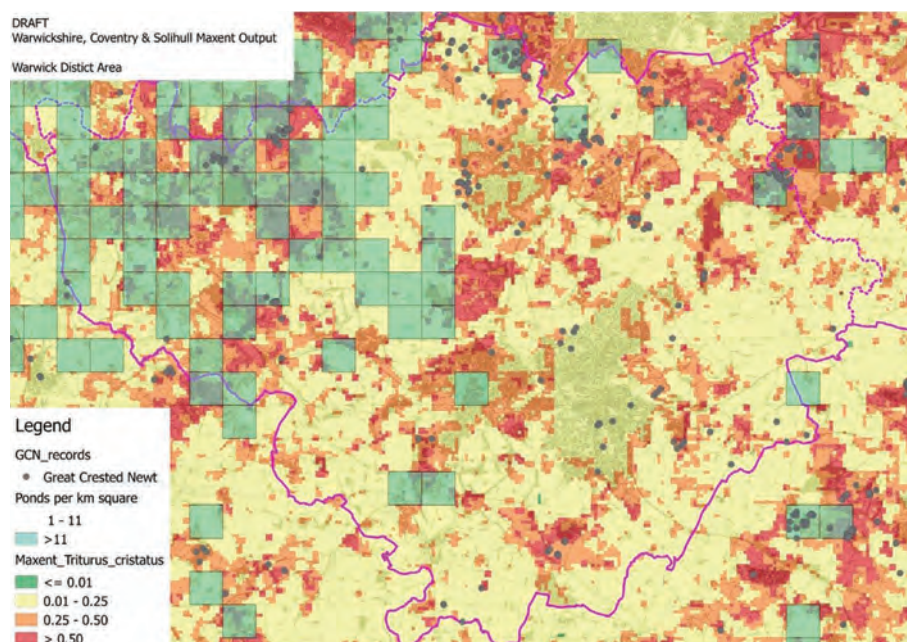 DRAFT
Warwickshire, Coventry & Solihull Maxent Output
Warwick Distict Area
Legend
GCN_records
Great Crested Newt
Ponds per km square
1 - 11
>11
Maxent_Triturus_cristatus
<= 0.01
0.01 - 0.25
0.25 - 0.50
> 0.50